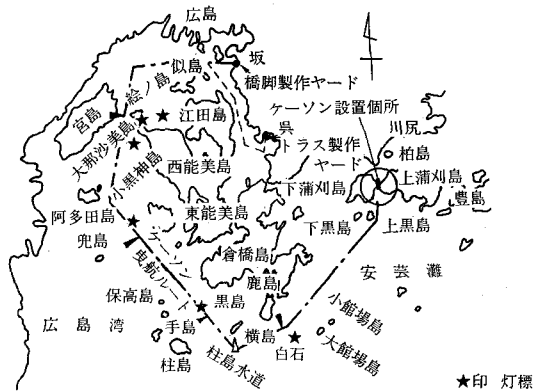 広島
坂
似島
橋脚製作ヤード
絵ノ島
ケーソン設置個所
宮島
江田島
川尻
大那沙美島
呉
柏島
トラス製作
ヤード
小黒神島
西能美島
下蒲刈島
上蒲刈島
豊島
阿多田島
東能美島
下黒島
上黒島
兜島
ケーソン
曳航ルート
倉橋島
安芸灘
鹿島
保高島
黒島
小館場島
広島湾
手島
横島
大館場島
白石
柱島
柱島水道
★印 灯標